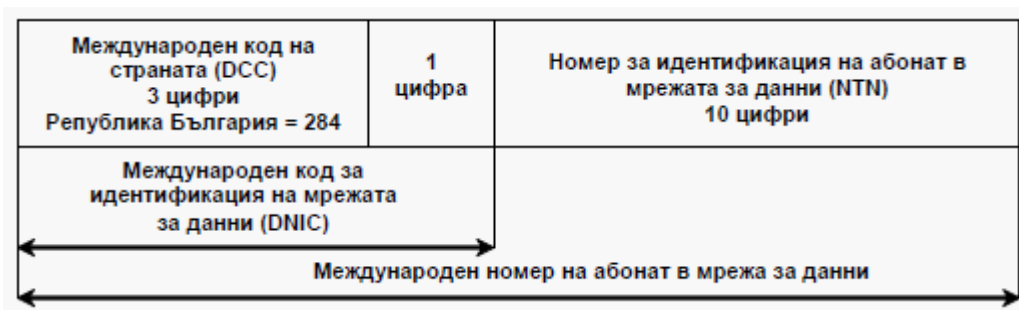 Международен код на
страната (DCC)
3 цифри
Република България = 284
1
цифра
Номер за идентификация на абонат в
мрежата за данни (NTN)
10 цифри
Международен код за
идентификация на мрежата
за данни (DNIC)
Международен номер на абонат в мрежа за данни